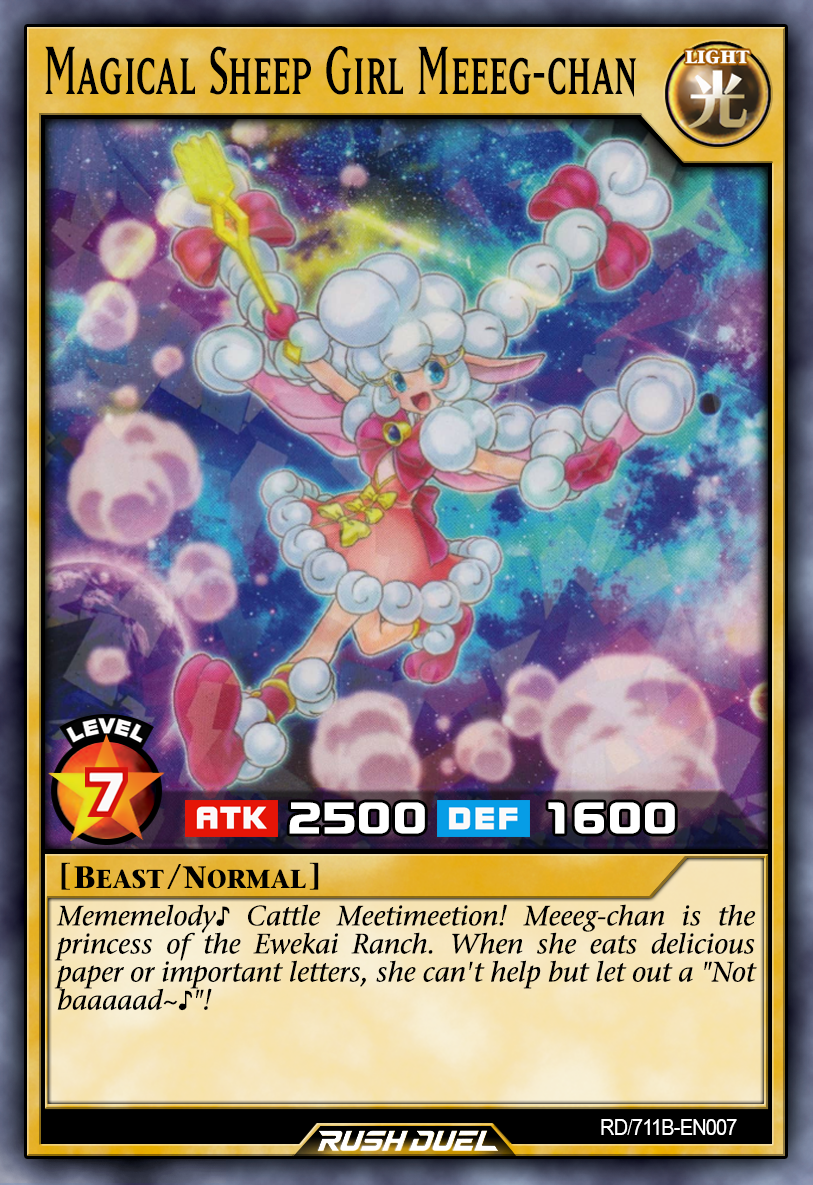 Magical Sheep Girl Meeeg-chan
LIGHT
光
LEVEL
7
ATK 2500 DEF 1600
[Beast/Normal]
Mememelody♪ Cattle Meetimeetion! Meeeg-chan is the
princess of the Ewekai Ranch. When she eats delicious
paper or important letters, she can't help but let out a "Not
baaaaad~♪"!
RD/711B-EN007
RUSH DUEL